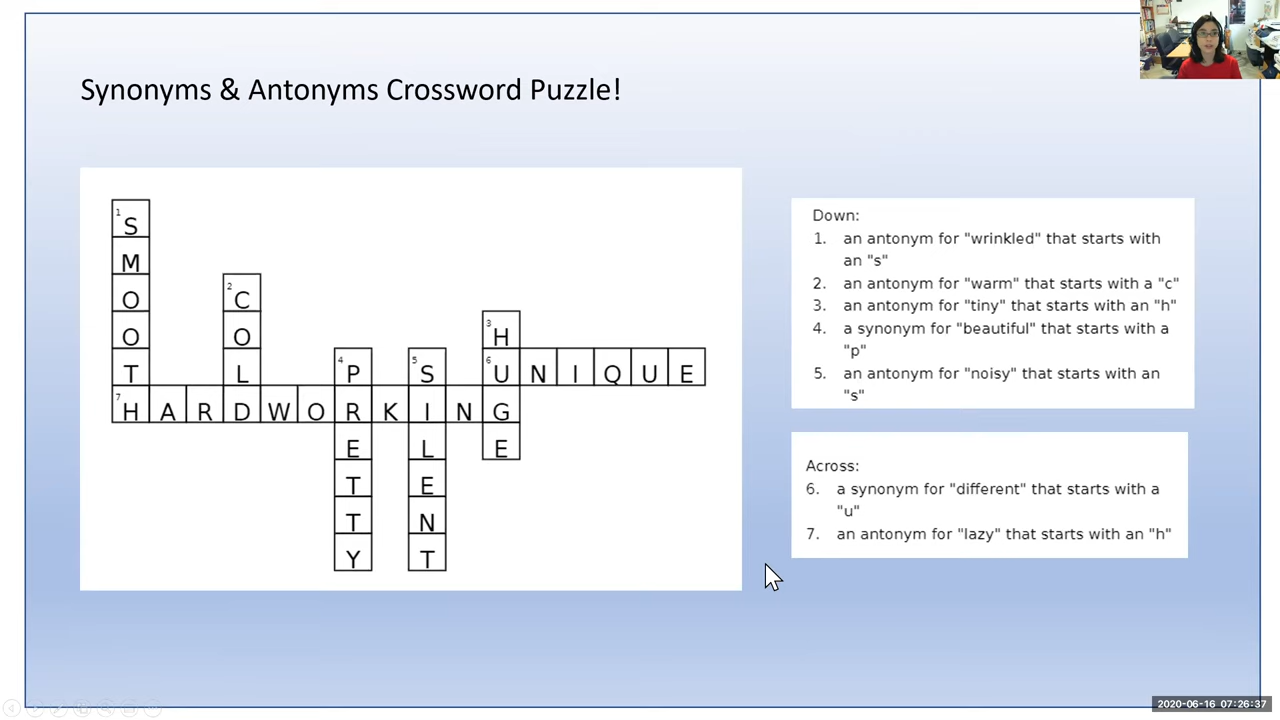 Synonyms & Antonyms Crossword Puzzle!
1
S
M
2
O
C
3
O
O
H
4
5
6
T
L
P
S
U N I Q U E
7
H A R D W O R K I N G
E
L
E
T
E
T
N
Y
T
Down:
1. an antonym for "wrinkled" that starts with
an "s"
2. an antonym for "warm" that starts with a "c"
3. an antonym for "tiny" that starts with an "h"
4. a synonym for "beautiful" that starts with a
"p"
5. an antonym for "noisy" that starts with an
"s"
Across:
6. a synonym for "different" that starts with a
"u"
7. an antonym for "lazy" that starts with an "h"
2020-06-16 07:26:37